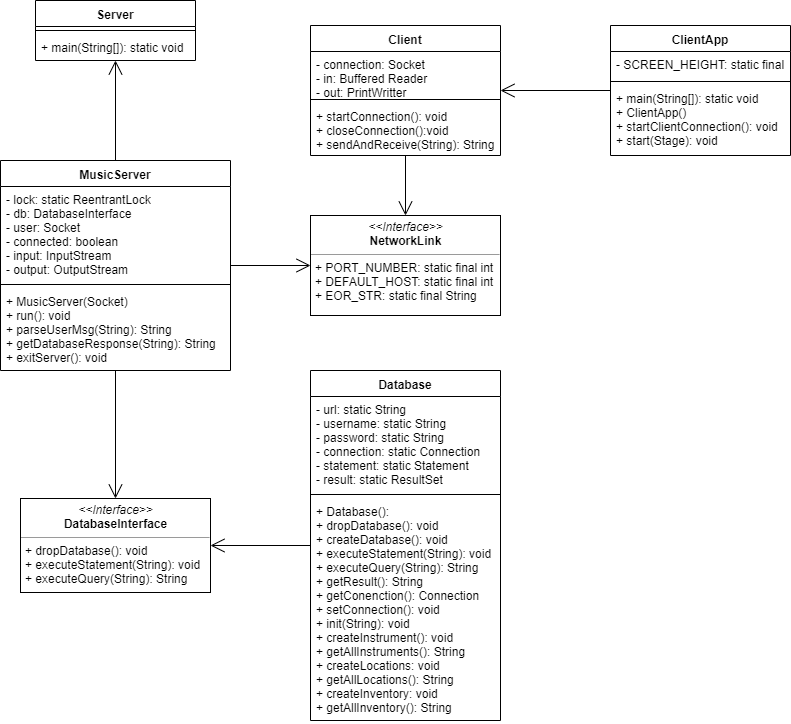 Server
+ main(String[]): static void
Client
- connection: Socket
- in: Buffered Reader
- out: PrintWritter
+ startConnection(): void
+ closeConnection():void
+ sendAndReceive(String): String
ClientApp
- SCREEN_HEIGHT: static final
+ main(String[]): static void
+ ClientApp()
+ startClientConnection(): void
+ start(Stage): void
MusicServer
- lock: static ReentrantLock
- db: DatabaseInterface
- user: Socket
- connected: boolean
- input: InputStream
- output: OutputStream
+ MusicServer(Socket)
+ run(): void
+ parseUserMsg(String): String
+ getDatabaseResponse(String): String
+ exitServer(): void
<<Interface>>
NetworkLink
+ PORT_NUMBER: static final int
+ DEFAULT_HOST: static final int
+ EOR_STR: static final String
Database
- url: static String
- username: static String
- password: static String
- connection: static Connection
- statement: static Statement
- result: static ResultSet
+ Database():
+ dropDatabase(): void
+ createDatabase(): void
+ executeStatement(String): void
+ executeQuery(String): String
+ getResult(): String
+ getConenction(): Connection
+ setConnection(): void
+ init(String): void
+ createInstrument(): void
+ getAllInstruments(): String
+ createLocations: void
+ getAllLocations(): String
+ createInventory: void
+ getAllInventory(): String
<<Interface>>
DatabaseInterface
+ dropDatabase(): void
+ executeStatement(String): void
+ executeQuery(String): String